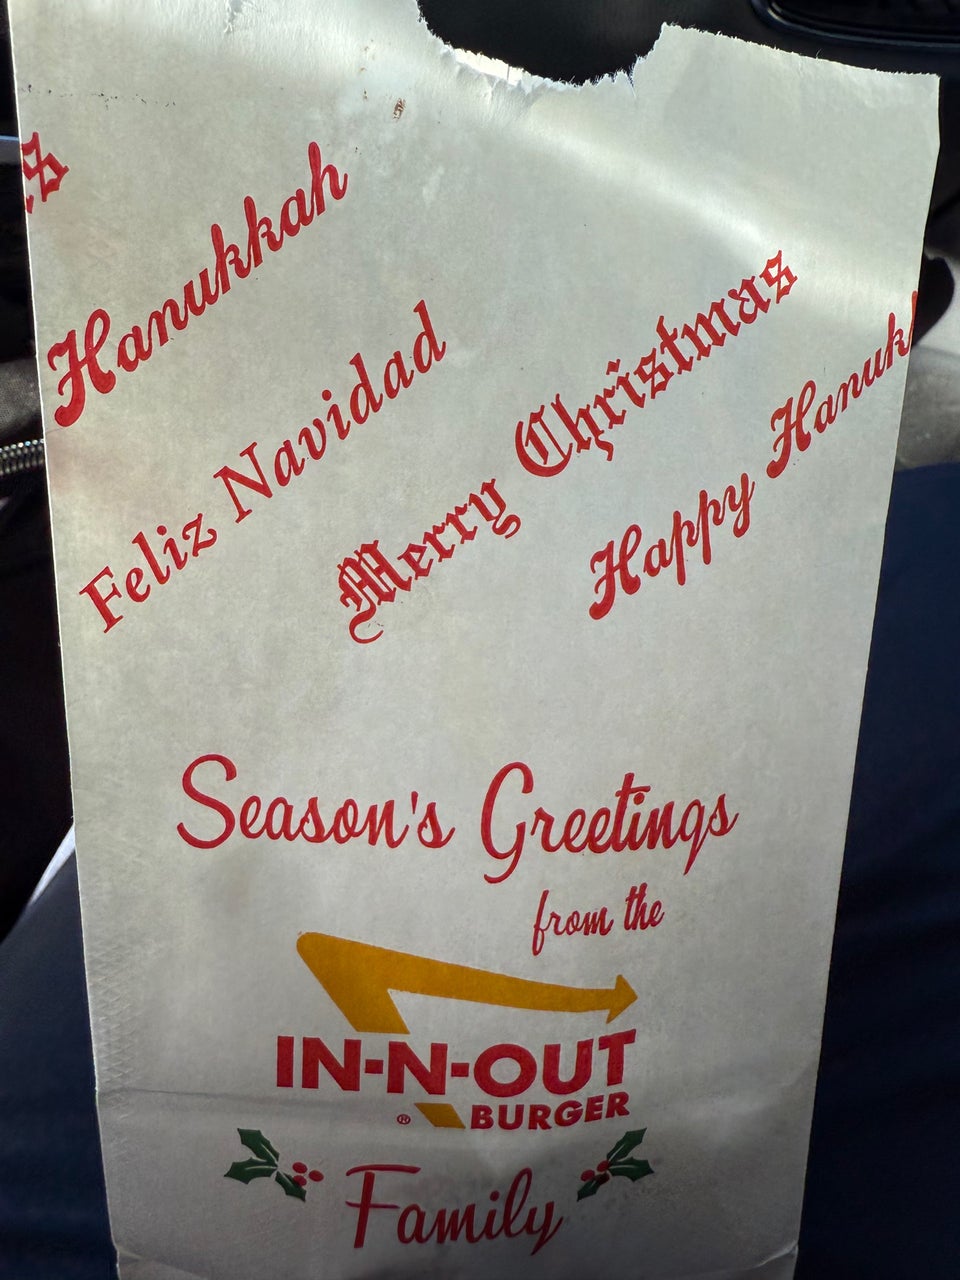 Hanukkah
Feliz Navidad
Merry Christmas
Happy Hanuk
Season's Greetings
from the
IN-N-OUT
® BURGER
Family